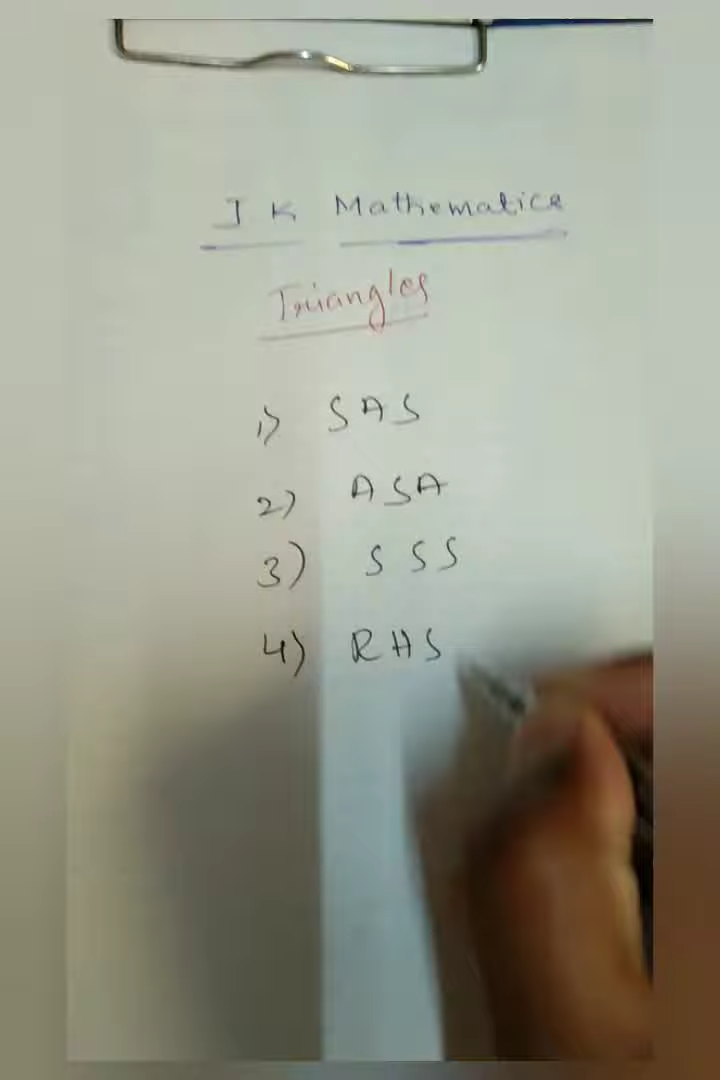 I K Mathematics
Triangles
1) SAS
2) ASA
3) SSS
4) RHS